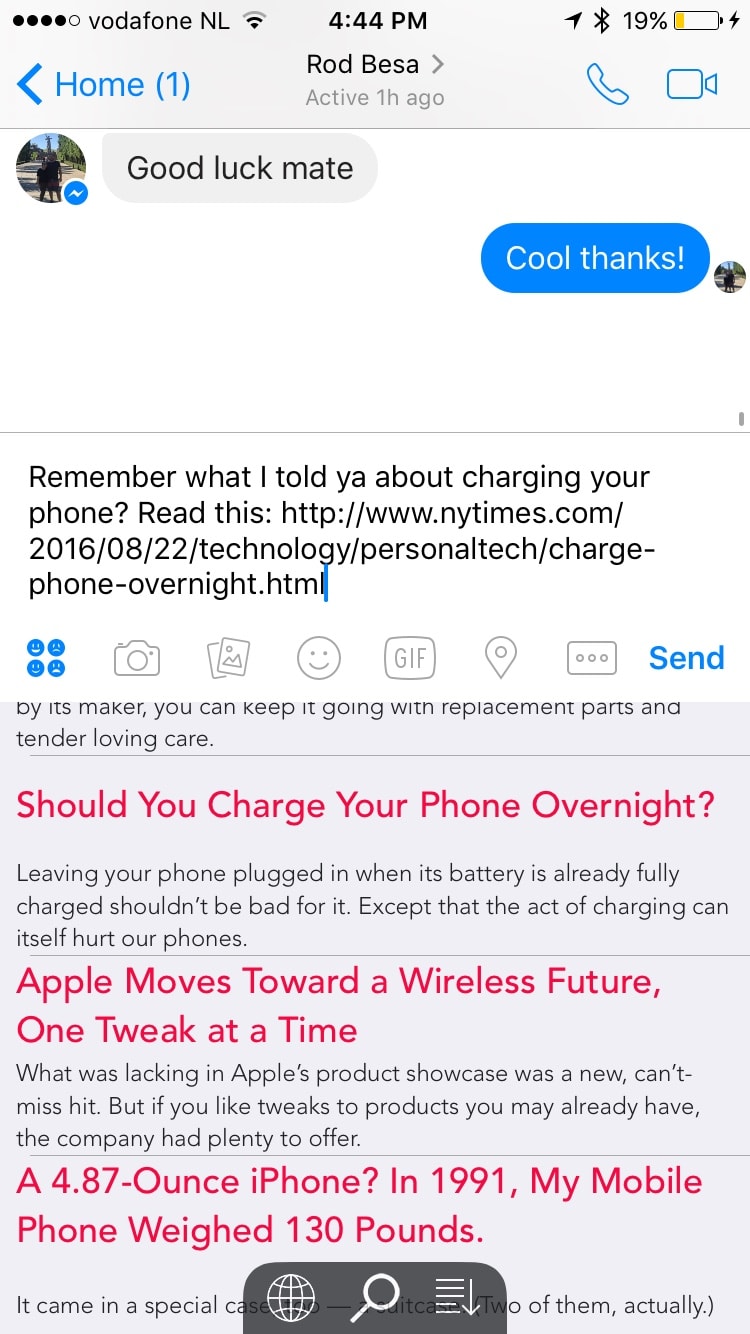 vodafone NL 4:44 PM 19%
Home (1) Rod Besa
Active 1h ago
Good luck mate
Cool thanks!
Remember what I told ya about charging your
phone? Read this: http://www.nytimes.com/
2016/08/22/technology/personaltech/charge-
phone-overnight.html
GIF Send
by its maker, you can keep it going with replacement parts and
tender loving care.
Should You Charge Your Phone Overnight?
Leaving your phone plugged in when its battery is already fully
charged shouldn’t be bad for it. Except that the act of charging can
itself hurt our phones.
Apple Moves Toward a Wireless Future,
One Tweak at a Time
What was lacking in Apple’s product showcase was a new, can’t-
miss hit. But if you like tweaks to products you may already have,
the company had plenty to offer.
A 4.87-Ounce iPhone? In 1991, My Mobile
Phone Weighed 130 Pounds.
It came in a special case, too — a suitcase. (Two of them, actually.)